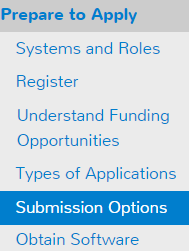 Prepare to Apply
Systems and Roles
Register
Understand Funding
Opportunities
Types of Applications
Submission Options
Obtain Software